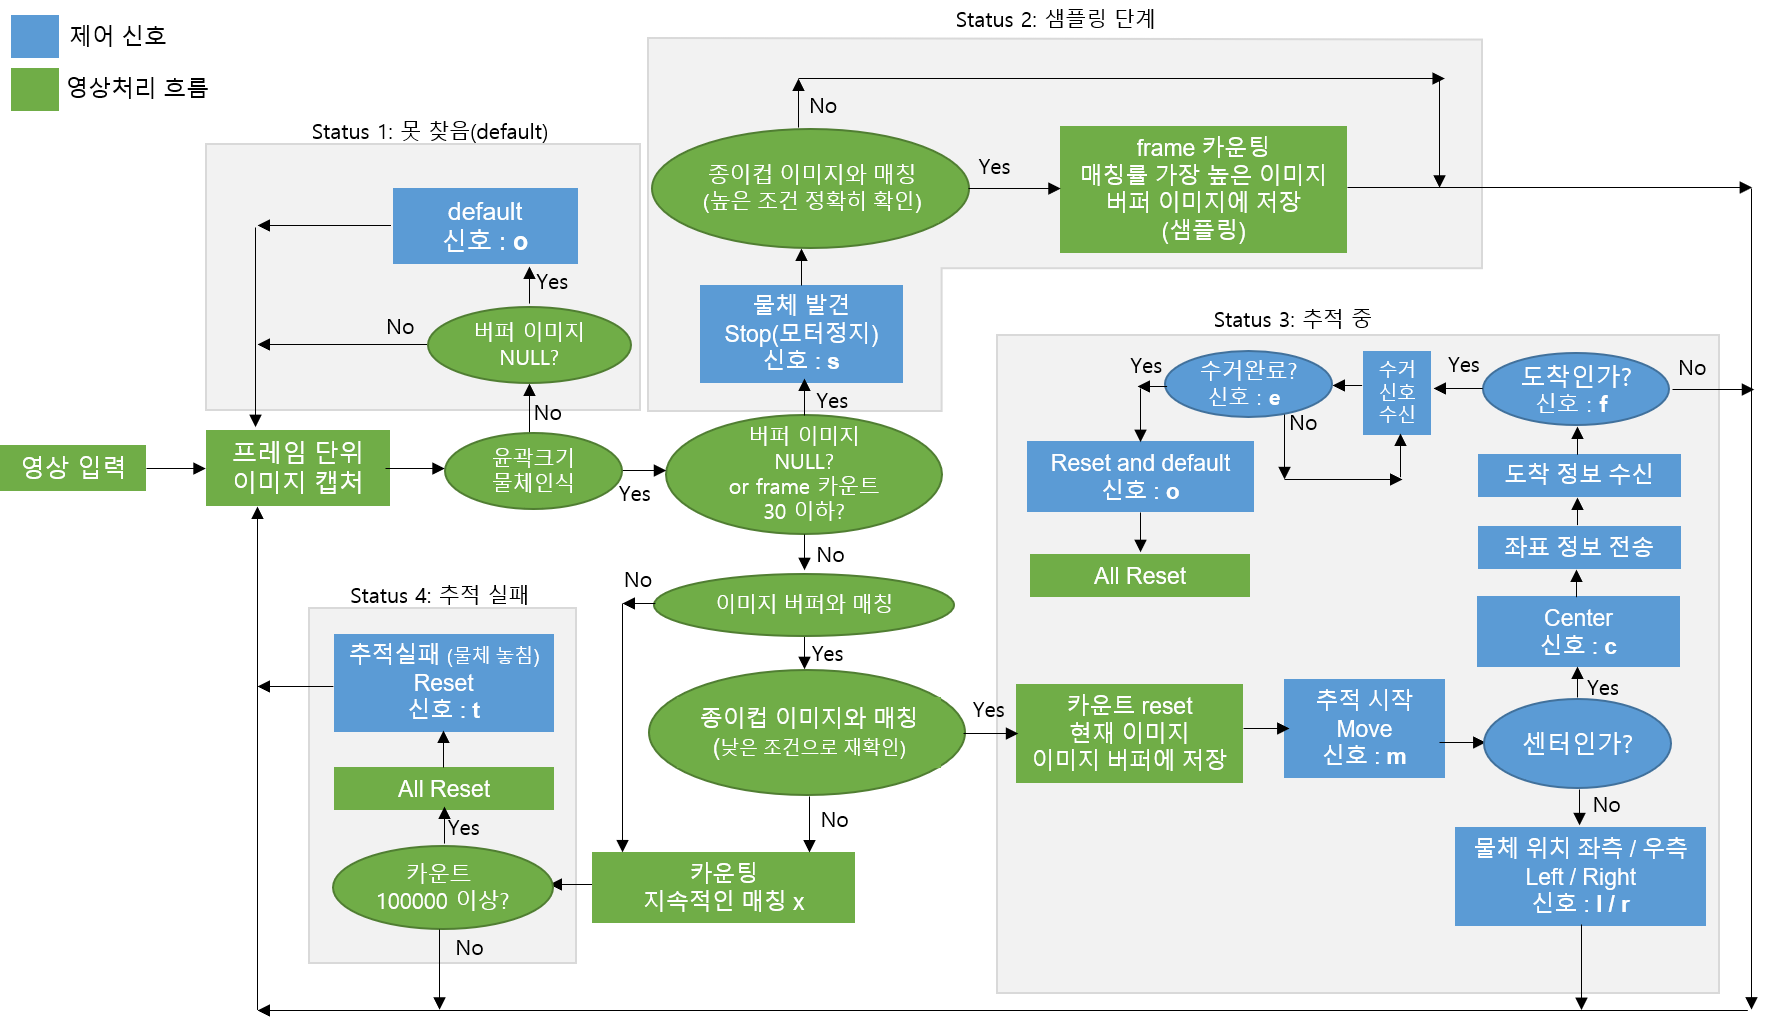 제어 신호
영상처리 흐름
Status 2: 샘플링 단계
No
종이컵 이미지와 매칭
(높은 조건 정확히 확인)
Yes
frame 카운팅
매칭률 가장 높은 이미지
버퍼 이미지에 저장
(샘플링)
물체 발견
Stop(모터정지)
신호 : s
Yes
Status 1: 못 찾음(default)
default
신호 : o
Yes
No
버퍼 이미지
NULL?
No
영상 입력
프레임 단위
이미지 캡처
윤곽크기
물체인식
Yes
버퍼 이미지
NULL?
or frame 카운트
30 이하?
No
No
이미지 버퍼와 매칭
Yes
종이컵 이미지와 매칭
(낮은 조건으로 재확인)
Yes
No
카운팅
지속적인 매칭 x
Status 4: 추적 실패
추적실패 (물체 놓침)
Reset
신호 : t
All Reset
Yes
카운트
100000 이상?
No
Status 3: 추적 중
Yes
수거완료?
신호 : e
No
수거
신호
수신
Yes
도착인가?
신호 : f
No
Reset and default
신호 : o
All Reset
도착 정보 수신
좌표 정보 전송
Center
신호 : c
Yes
카운트 reset
현재 이미지
이미지 버퍼에 저장
추적 시작
Move
신호 : m
센터인가?
No
물체 위치 좌측 / 우측
Left / Right
신호 : l / r